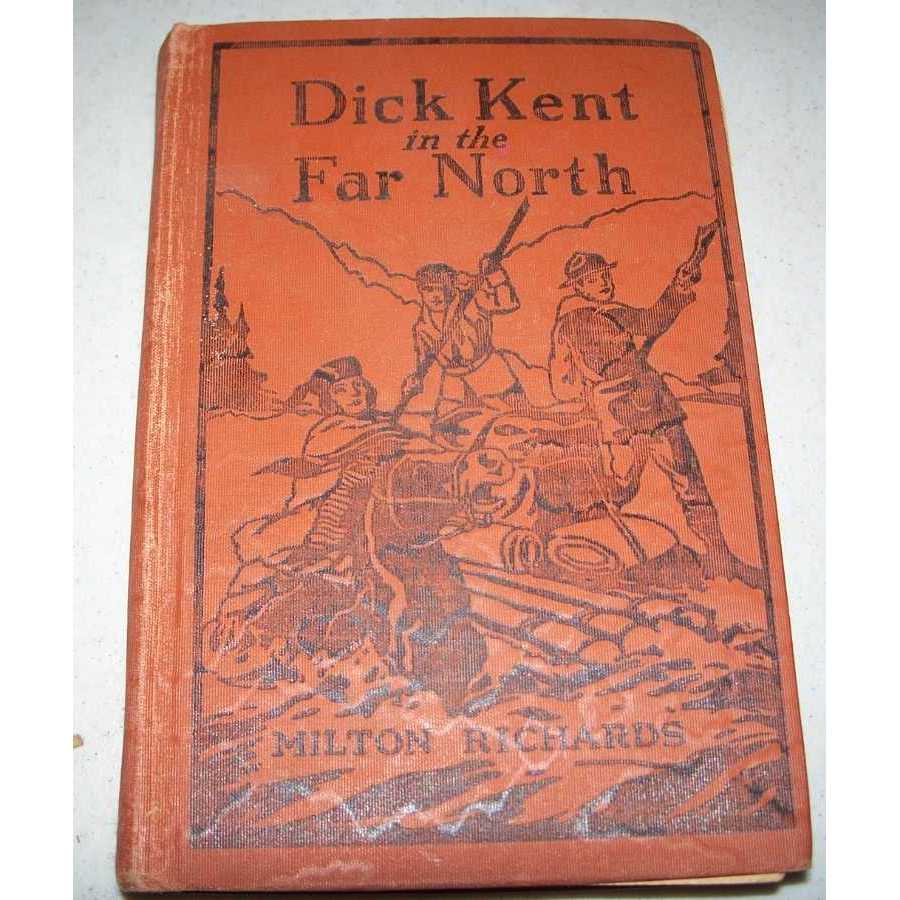 Dick Kent
in the
Far North
MILTON RICHARDS